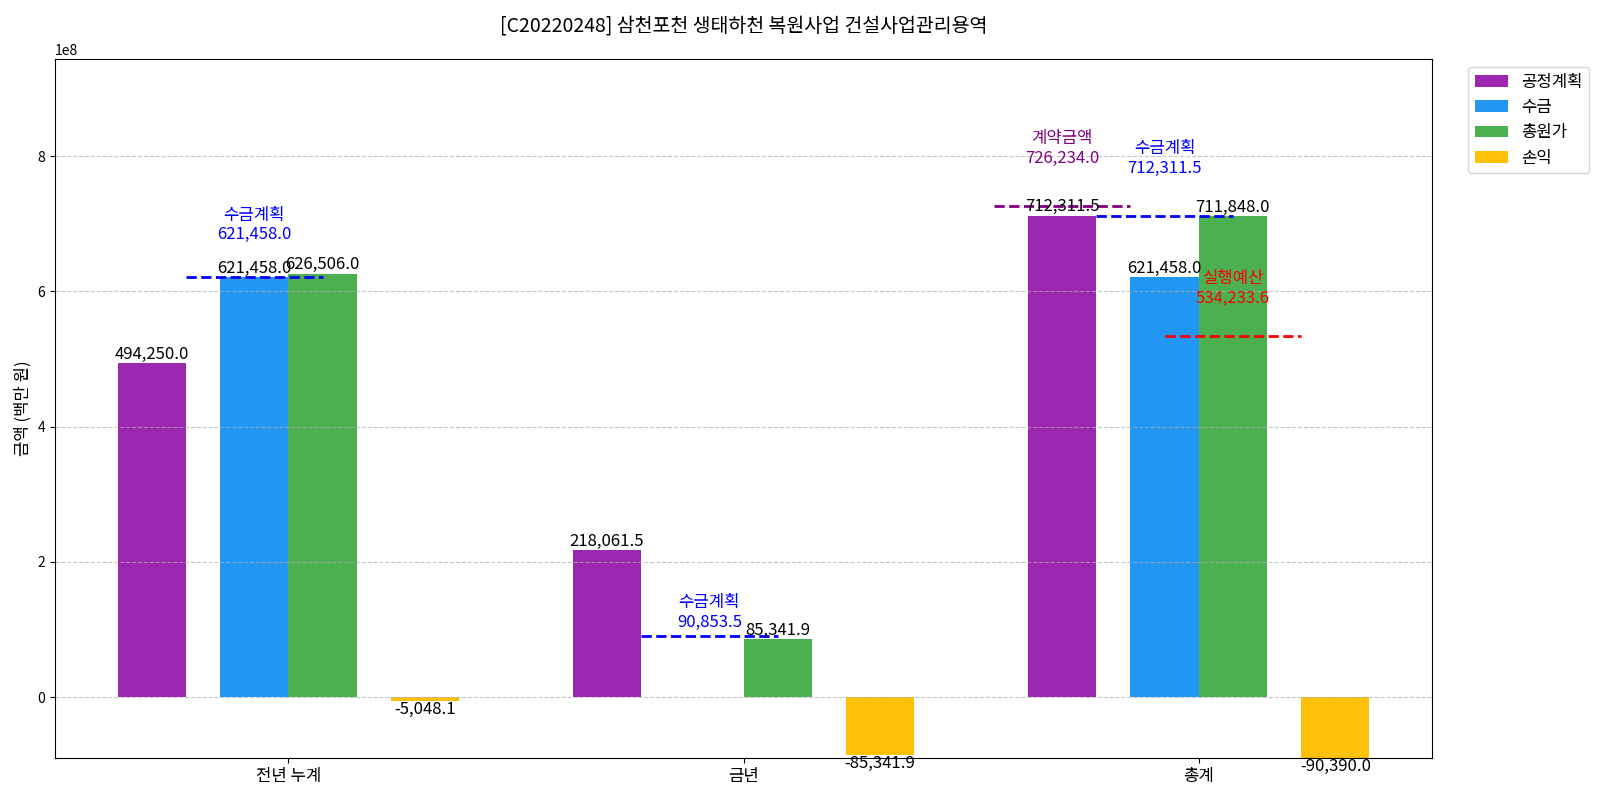 [C20220248] 삼천포천 생태하천 복원사업 건설사업관리용역
1e8
공정계획
수금
총원가
손익
금액 (백만 원)
8
6
4
2
0
수금계획
621,458.0
494,250.0
621,458.0
626,506.0
-5,048.1
218,061.5
수금계획
90,853.5
85,341.9
-85,341.9
계약금액
726,234.0
수금계획
712,311.5
712,311.5
711,848.0
621,458.0
실행예산
534,233.6
-90,390.0
전년 누계
금년
총계